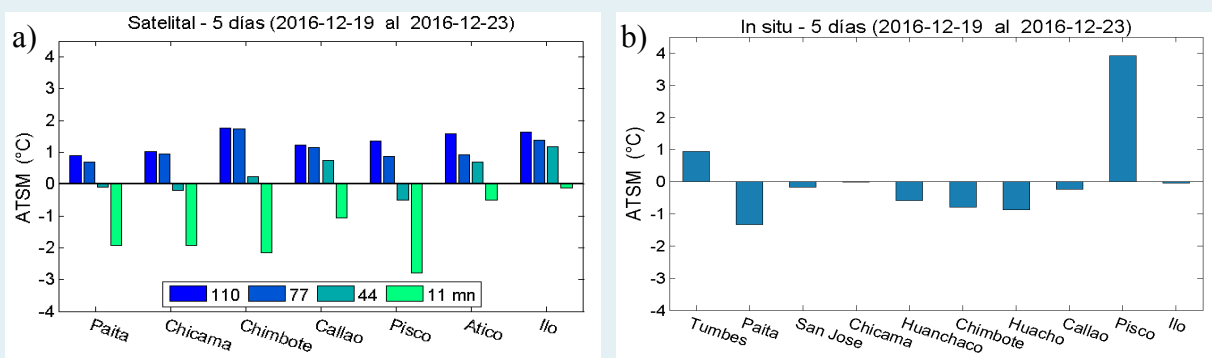 a)
Satelital - 5 días (2016-12-19 al 2016-12-23)
4
3
2
1
0
-1
-2
-3
-4
ATSM (°C)
110 77 44 11 mn
Paita Chicama Chimbote Callao Pisco Atico Ilo
b)
In situ - 5 días (2016-12-19 al 2016-12-23)
4
3
2
1
0
-1
-2
-3
-4
ATSM (°C)
Tumbes Paita San Jose Chicama Huanchaco Chimbote Huacho Callao Pisco Ilo